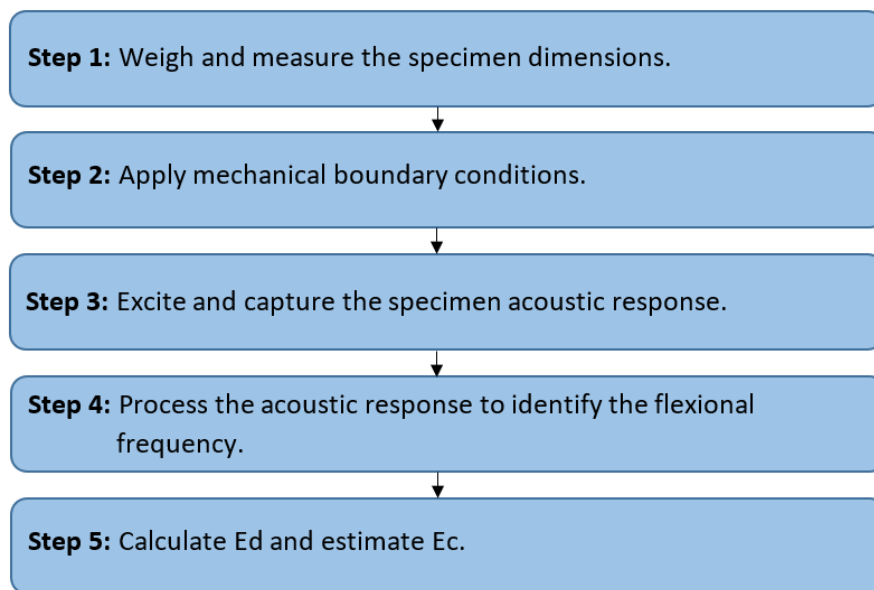 Step 1: Weigh and measure the specimen dimensions.
Step 2: Apply mechanical boundary conditions.
Step 3: Excite and capture the specimen acoustic response.
Step 4: Process the acoustic response to identify the flexional
frequency.
Step 5: Calculate Ed and estimate Ec.